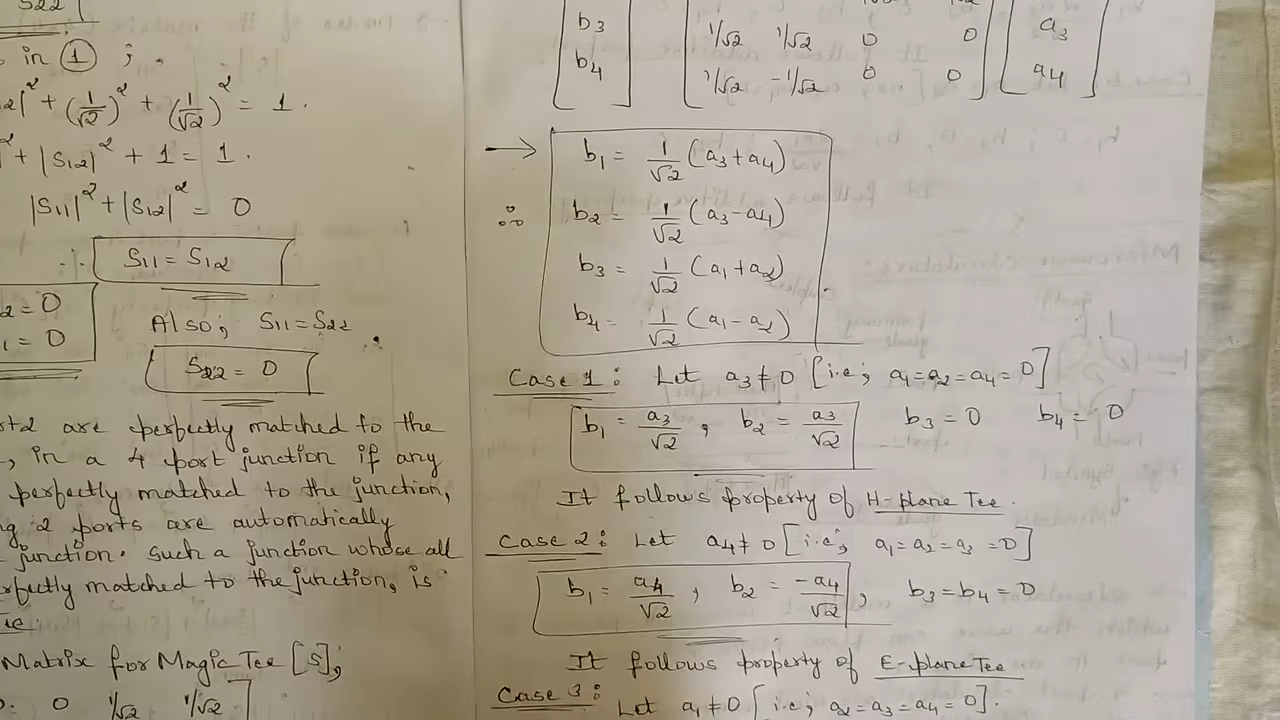 S22
in ① ;
|² + (1/√2)² + (1/√2)² = 1.
² + |S12|² + 1 = 1.
|S11|² + |S12|² = 0
S11 = S12
2 = 0
1 = 0
Also; S11 = S22
S22 = 0
are perfectly matched to the
, in a 4 port junction if any
perfectly matched to the junction,
2 ports are automatically
junction. Such a junction whose all
matched to the junction, is
Matrix for Magic Tee [S];
0 1/√2 1/√2
b3 1/√2 1/√2 0 0 a3
b4 1/√2 -1/√2 0 0 a4
→ b1 = 1/√2 (a3 + a4)
∴ b2 = 1/√2 (a3 - a4)
b3 = 1/√2 (a1 + a2)
b4 = 1/√2 (a1 - a2)
Case 1: Let a3 ≠ 0 [i.e; a1 = a2 = a4 = 0]
b1 = a3/√2, b2 = a3/√2 b3 = 0 b4 = 0
It follows property of H-plane Tee.
Case 2: Let a4 ≠ 0 [i.e; a1 = a2 = a3 = 0]
b1 = a4/√2, b2 = -a4/√2, b3 = b4 = 0
It follows property of E-plane Tee
Case 3: Let a1 ≠ 0 [i.e; a2 = a3 = a4 = 0].